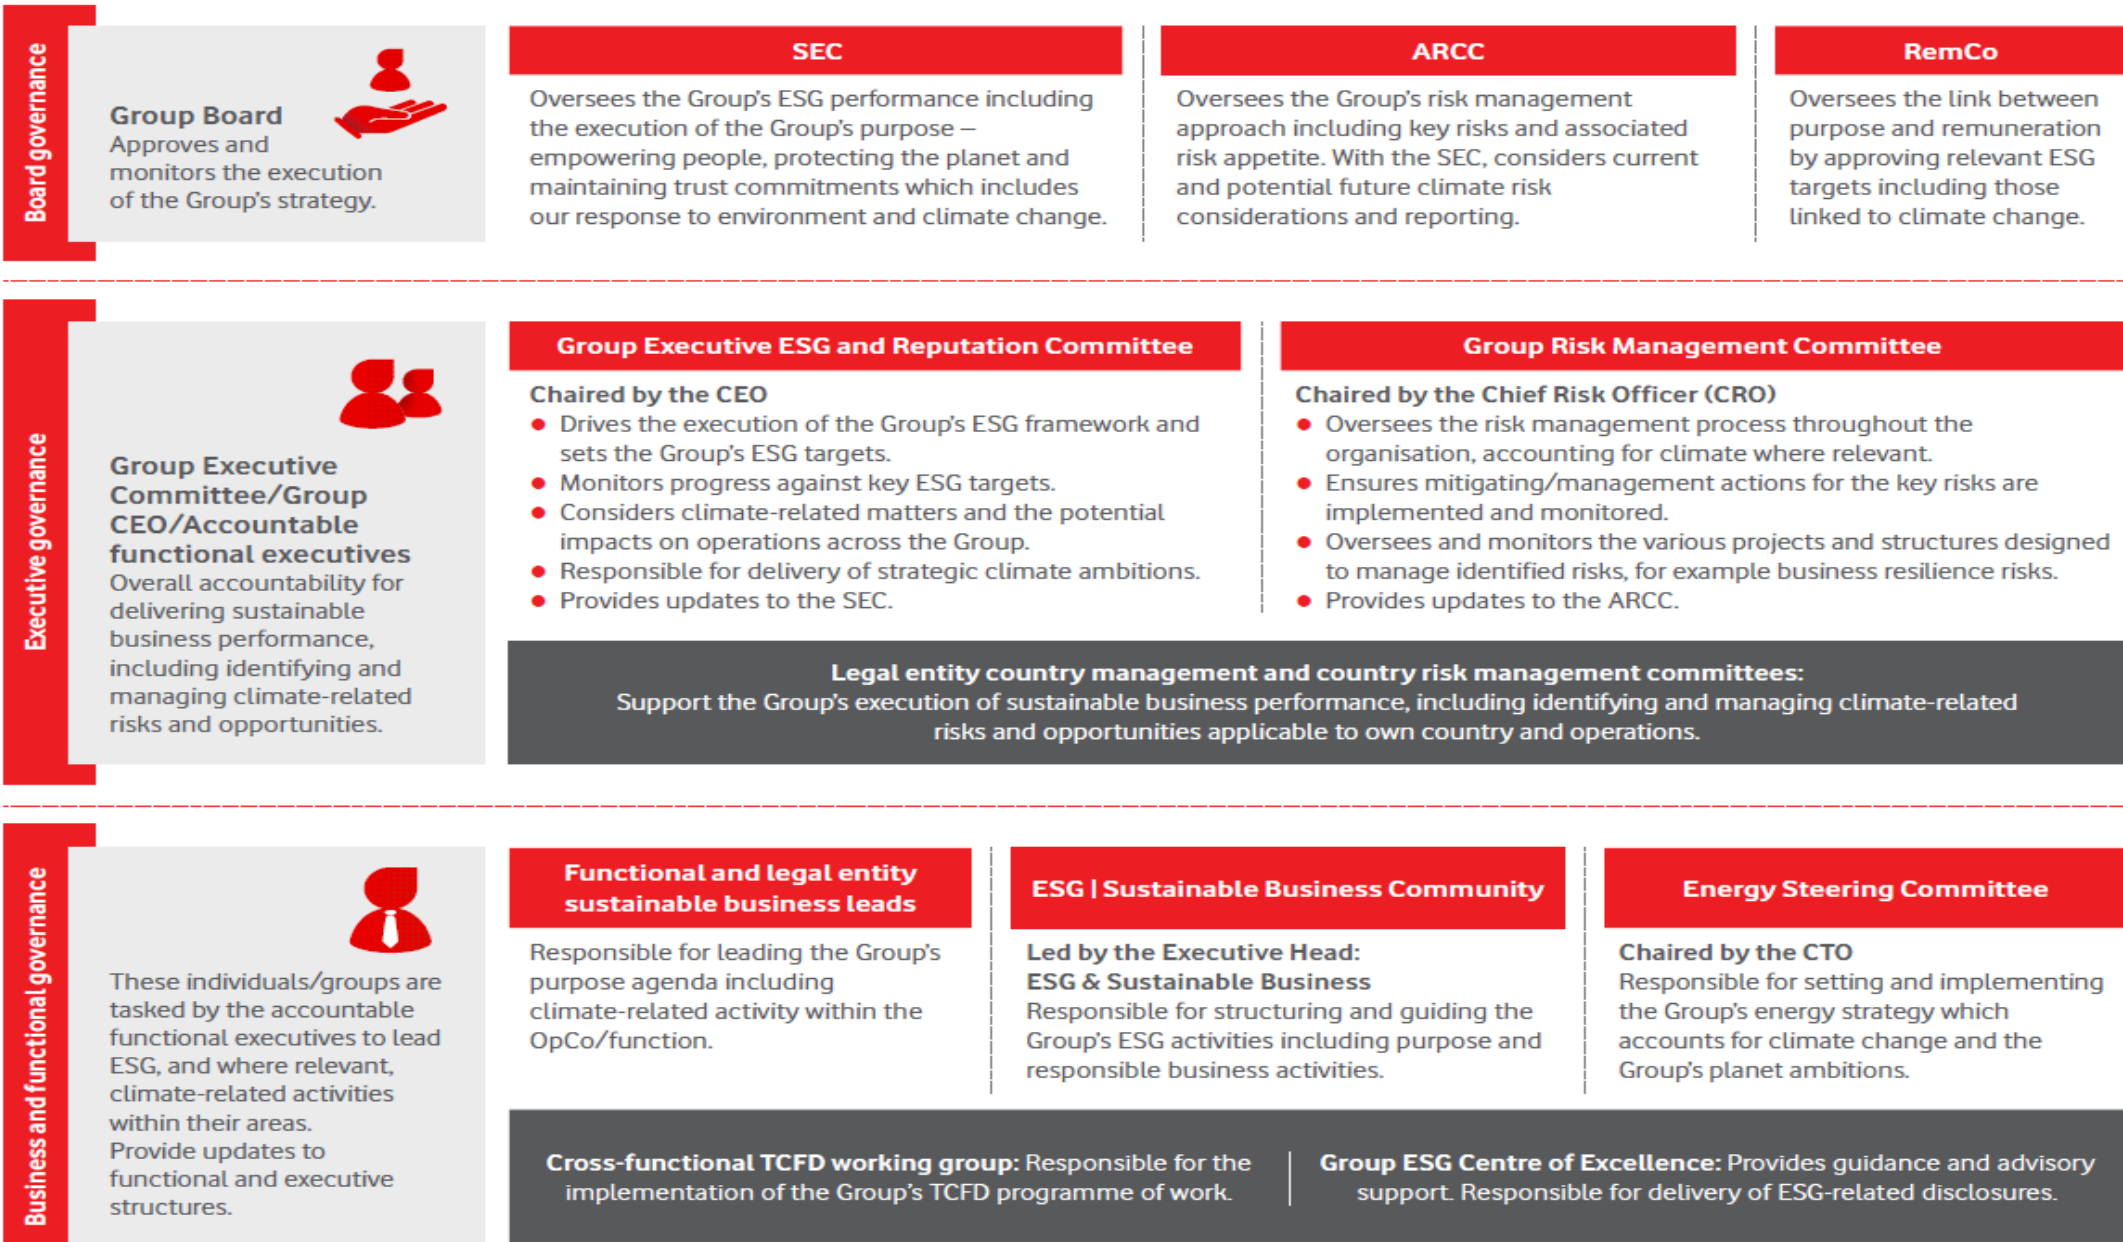 Board governance
Group Board
Approves and
monitors the execution
of the Group's strategy.
SEC
Oversees the Group's ESG performance including
the execution of the Group's purpose –
empowering people, protecting the planet and
maintaining trust commitments which includes
our response to environment and climate change.
ARCC
Oversees the Group's risk management
approach including key risks and associated
risk appetite. With the SEC, considers current
and potential future climate risk
considerations and reporting.
RemCo
Oversees the link between
purpose and remuneration
by approving relevant ESG
targets including those
linked to climate change.
Executive governance
Group Executive
Committee/Group
CEO/Accountable
functional executives
Overall accountability for
delivering sustainable
business performance,
including identifying and
managing climate-related
risks and opportunities.
Group Executive ESG and Reputation Committee
Chaired by the CEO
● Drives the execution of the Group's ESG framework and
sets the Group's ESG targets.
● Monitors progress against key ESG targets.
● Considers climate-related matters and the potential
impacts on operations across the Group.
● Responsible for delivery of strategic climate ambitions.
● Provides updates to the SEC.
Group Risk Management Committee
Chaired by the Chief Risk Officer (CRO)
● Oversees the risk management process throughout the
organisation, accounting for climate where relevant.
● Ensures mitigating/management actions for the key risks are
implemented and monitored.
● Oversees and monitors the various projects and structures designed
to manage identified risks, for example business resilience risks.
● Provides updates to the ARCC.
Legal entity country management and country risk management committees:
Support the Group's execution of sustainable business performance, including identifying and managing climate-related
risks and opportunities applicable to own country and operations.
Business and functional governance
These individuals/groups are
tasked by the accountable
functional executives to lead
ESG, and where relevant,
climate-related activities
within their areas.
Provide updates to
functional and executive
structures.
Functional and legal entity
sustainable business leads
Responsible for leading the Group's
purpose agenda including
climate-related activity within the
OpCo/function.
ESG | Sustainable Business Community
Led by the Executive Head:
ESG & Sustainable Business
Responsible for structuring and guiding the
Group's ESG activities including purpose and
responsible business activities.
Energy Steering Committee
Chaired by the CTO
Responsible for setting and implementing
the Group's energy strategy which
accounts for climate change and the
Group's planet ambitions.
Cross-functional TCFD working group: Responsible for the
implementation of the Group's TCFD programme of work.
Group ESG Centre of Excellence: Provides guidance and advisory
support. Responsible for delivery of ESG-related disclosures.